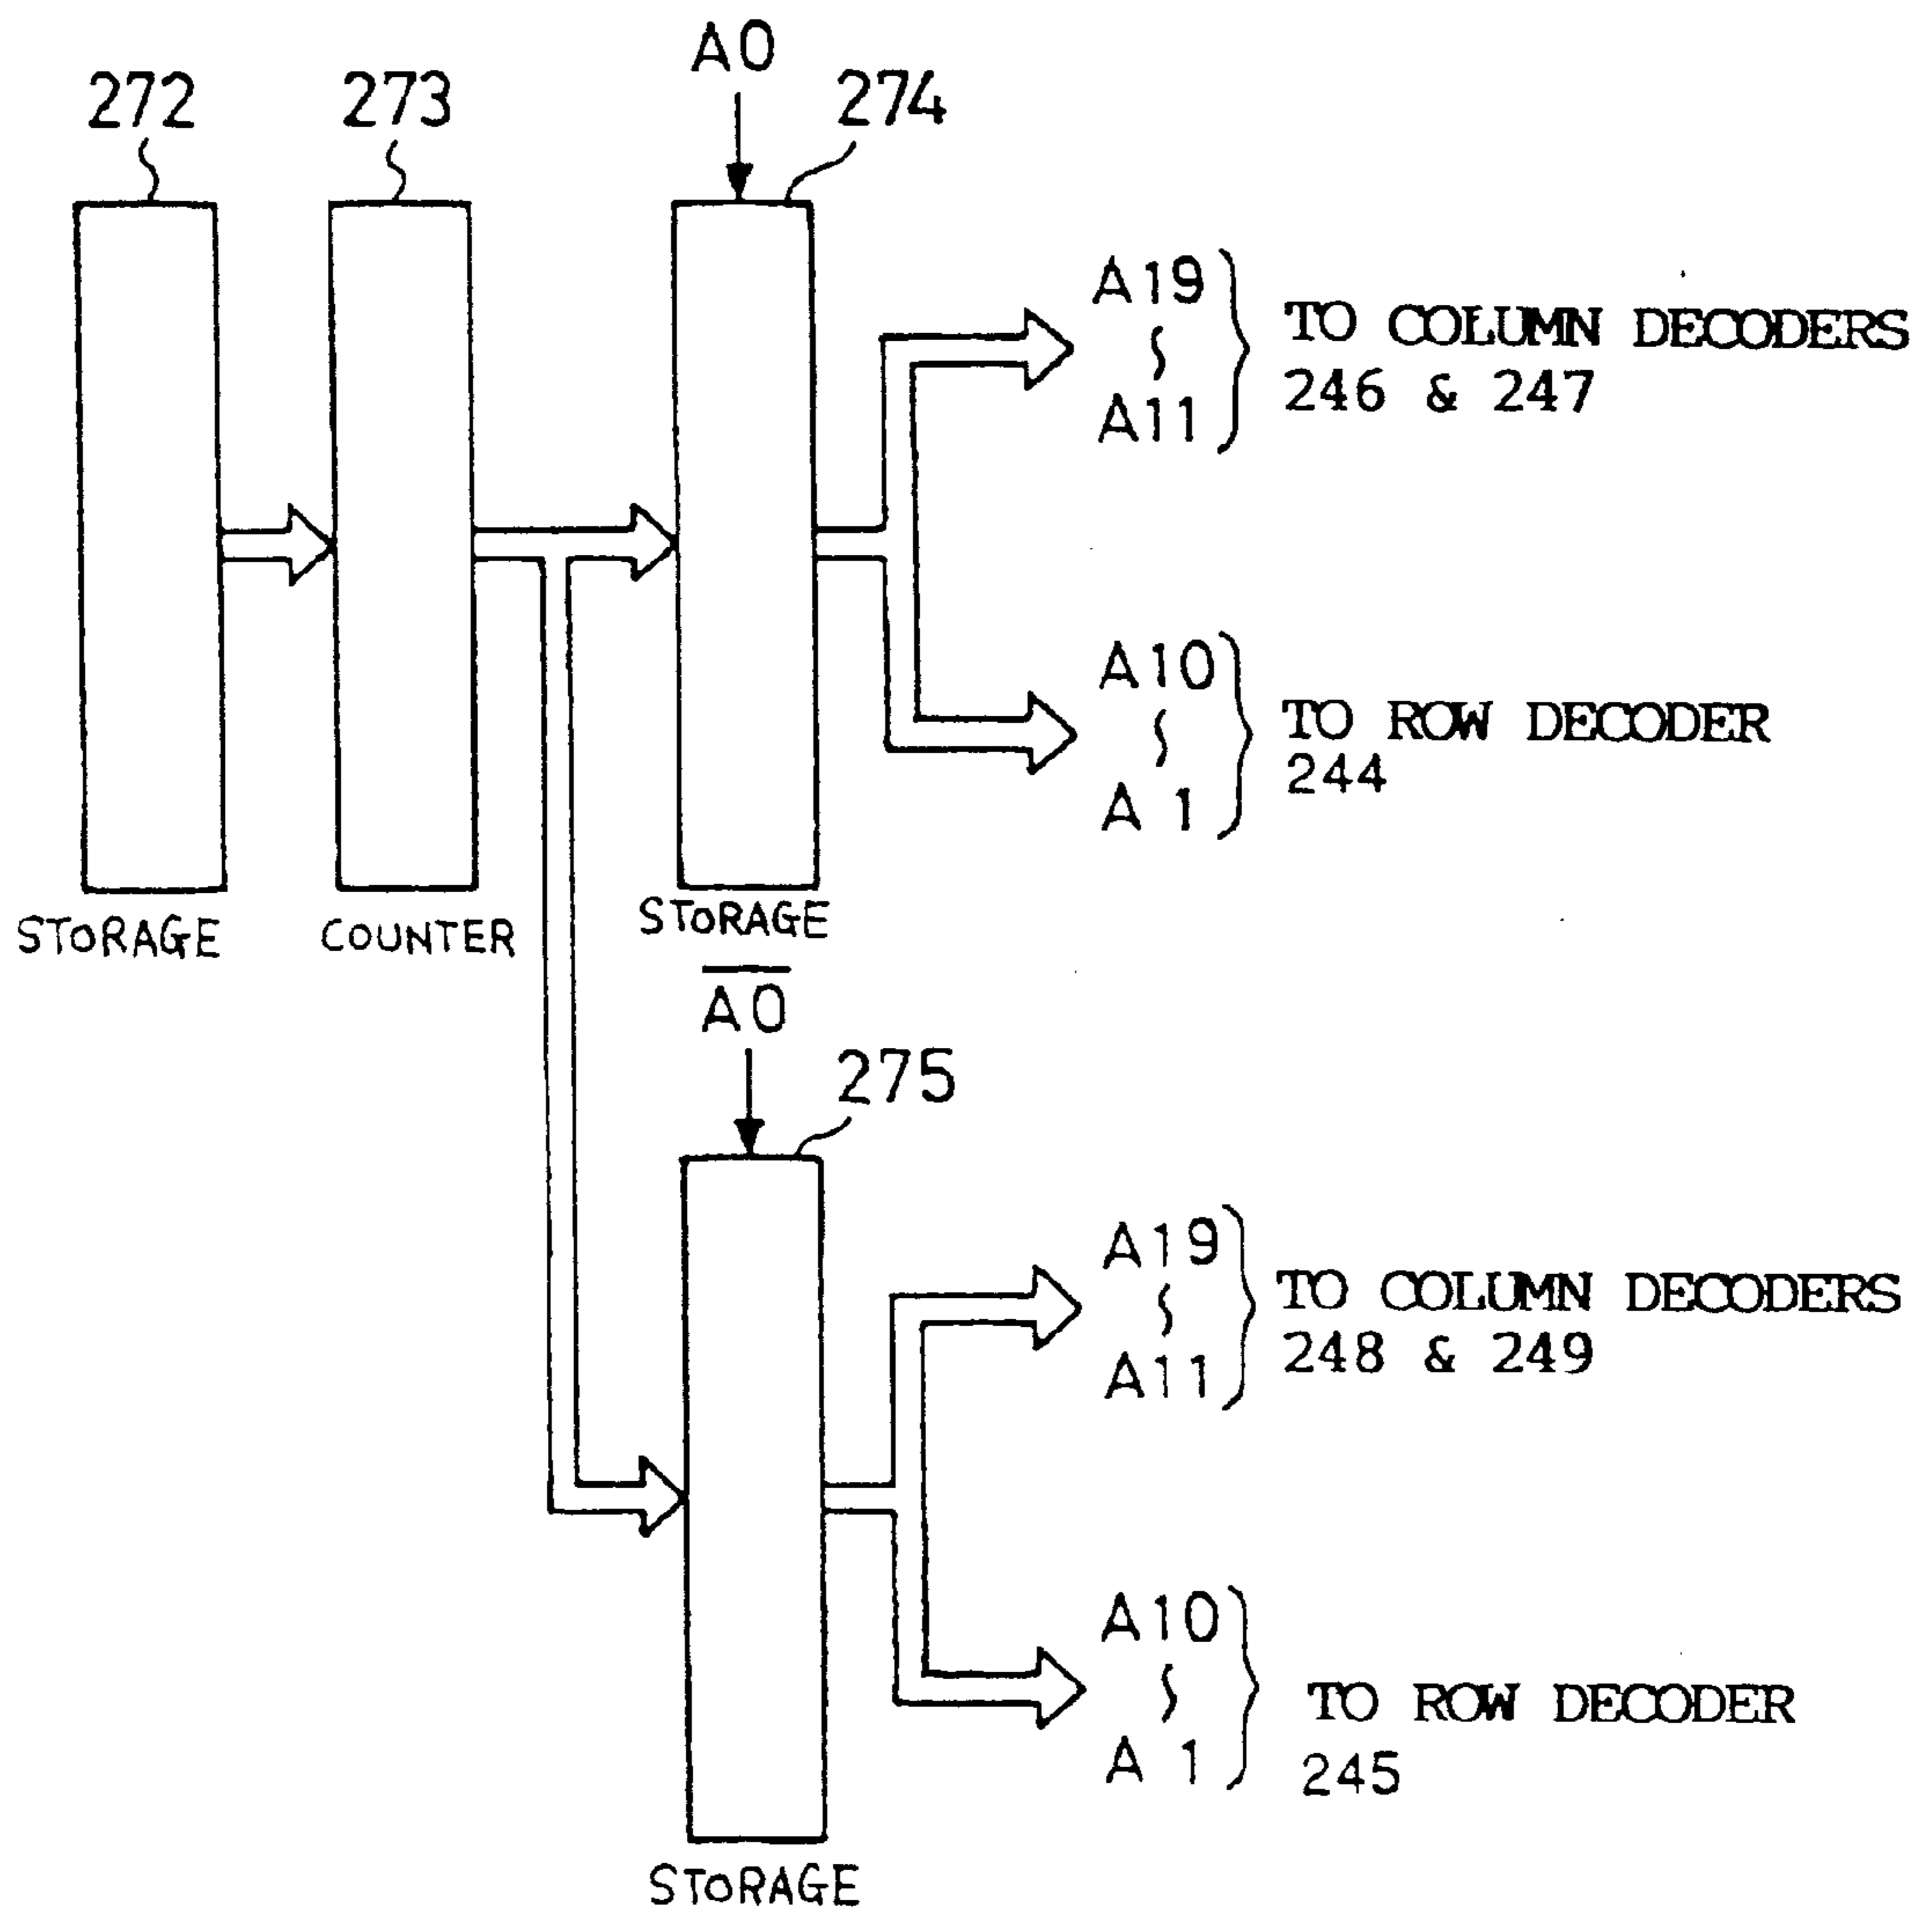 A0
272
273
274
A19
⟆
A11
TO COLUMN DECODERS
246 & 247
A10
⟆
A 1
TO ROW DECODER
244
STORAGE
COUNTER
STORAGE
A̅0̅
275
A19
⟆
A11
TO COLUMN DECODERS
248 & 249
A10
⟆
A 1
TO ROW DECODER
245
STORAGE